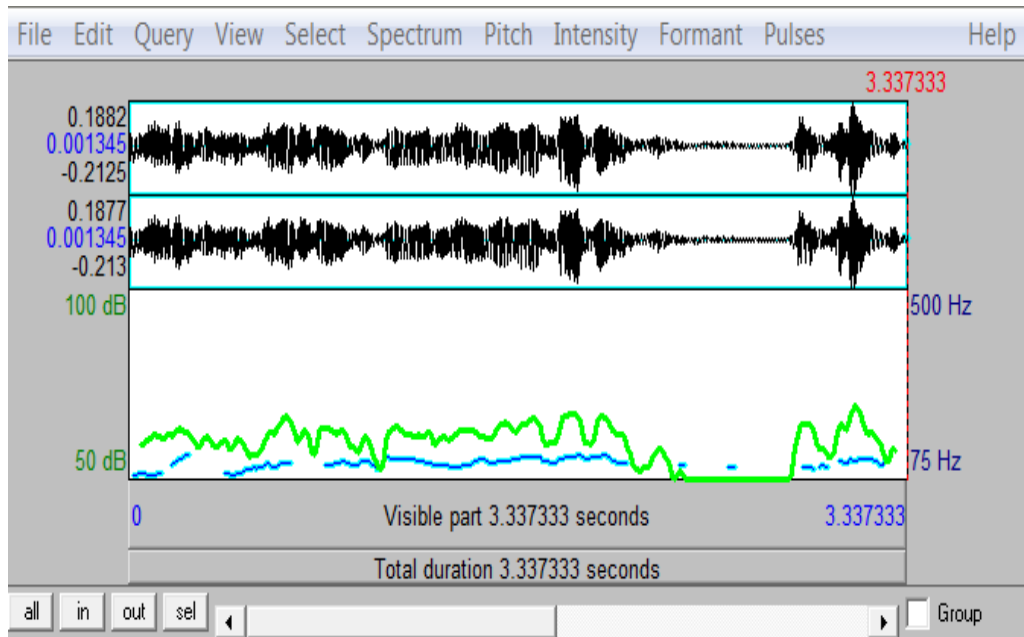 File Edit Query View Select Spectrum Pitch Intensity Formant Pulses Help
3.337333
0.1882
0.001345
-0.2125
0.1877
0.001345
-0.213
100 dB 500 Hz
50 dB 75 Hz
0 Visible part 3.337333 seconds 3.337333
Total duration 3.337333 seconds
all in out sel Group